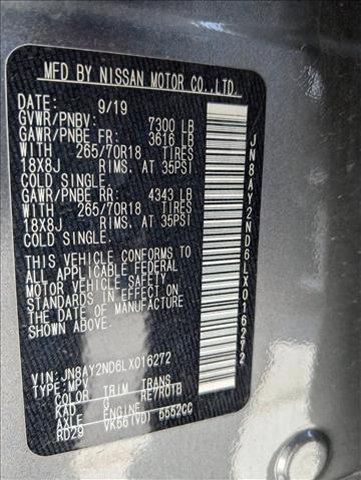 MFD BY NISSAN MOTOR CO.,LTD.
DATE: 9/19
GVWR/PNBV: 7300 LB
GAWR/PNBE FR: 3616 LB
WITH 265/70R18 TIRES
18X8J RIMS, AT 35PSI
COLD SINGLE.
GAWR/PNBE RR: 4343 LB
WITH 265/70R18 TIRES
18X8J RIMS, AT 35PSI
COLD SINGLE.
THIS VEHICLE CONFORMS TO
ALL APPLICABLE FEDERAL
MOTOR VEHICLE SAFETY
STANDARDS IN EFFECT ON
THE DATE OF MANUFACTURE
SHOWN ABOVE.
VIN: JN8AY2ND6LX016272
TYPE: MPV
COLOR TRIM TRANS
KAD G RE7R01B
AXLE ENGINE
RD29 VK56(VD) 5552CC
JN8AY2ND6LX016272